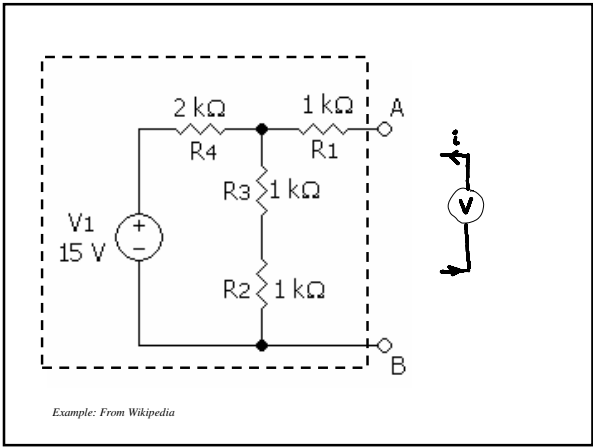 2 kΩ
1 kΩ
A
R4
R1
R3
1 kΩ
i
V
V1
+
−
15 V
R2
1 kΩ
B
Example: From Wikipedia